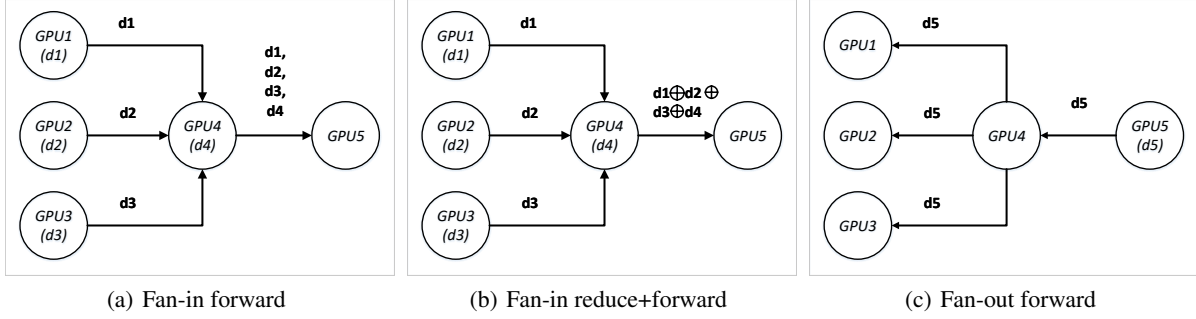 d1
GPU1
(d1)
d1,
d2,
d3,
d4
d2
GPU2
(d2)
GPU4
(d4)
GPU5
d3
GPU3
(d3)
(a) Fan-in forward
d1
GPU1
(d1)
d1⊕d2 ⊕
d3⊕d4
d2
GPU2
(d2)
GPU4
(d4)
GPU5
d3
GPU3
(d3)
(b) Fan-in reduce+forward
d5
GPU1
d5
d5
GPU2
GPU4
GPU5
(d5)
d5
GPU3
(c) Fan-out forward